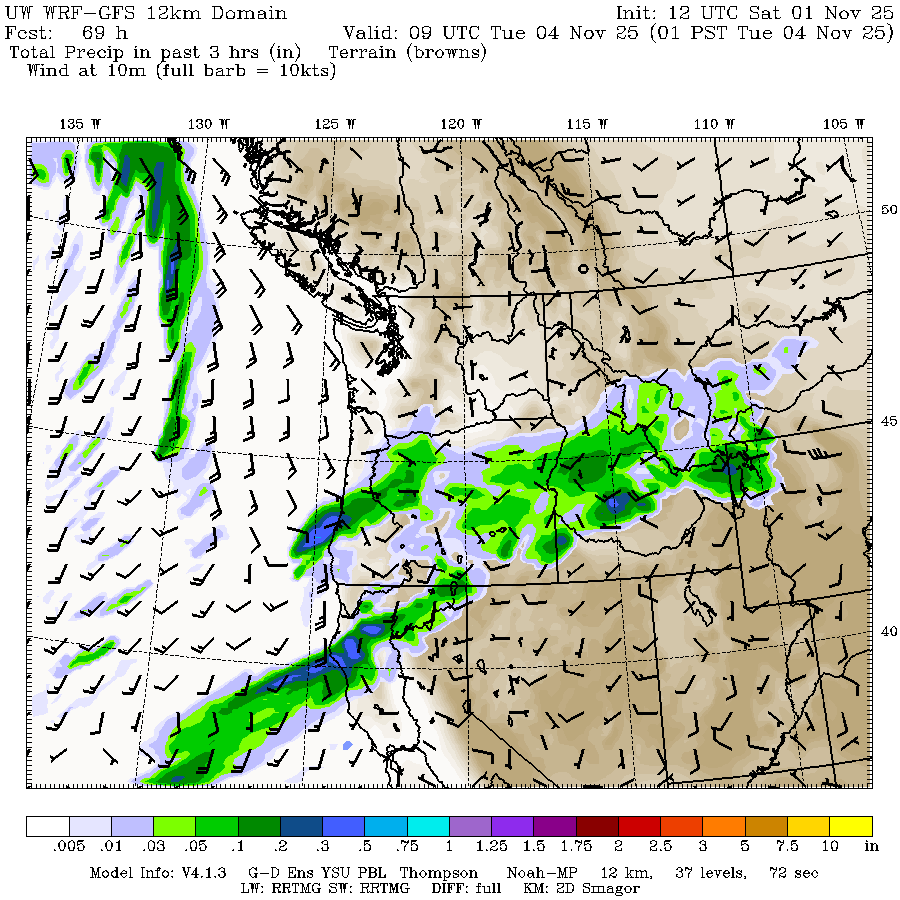 UW WRF-GFS 12km Domain Init: 12 UTC Sat 01 Nov 25
Fcst: 69 h Valid: 09 UTC Tue 04 Nov 25 (01 PST Tue 04 Nov 25)
Total Precip in past 3 hrs (in) Terrain (browns)
Wind at 10m (full barb = 10kts)
135 W 130 W 125 W 120 W 115 W 110 W 105 W
50
45
40
.005 .01 .03 .05 .1 .2 .3 .5 .75 1 1.25 1.5 1.75 2 2.5 3 5 7.5 10 in
Model Info: V4.1.3 G-D Ens YSU PBL Thompson Noah-MP 12 km, 37 levels, 72 sec
LW: RRTMG SW: RRTMG DIFF: full KM: 2D Smagor